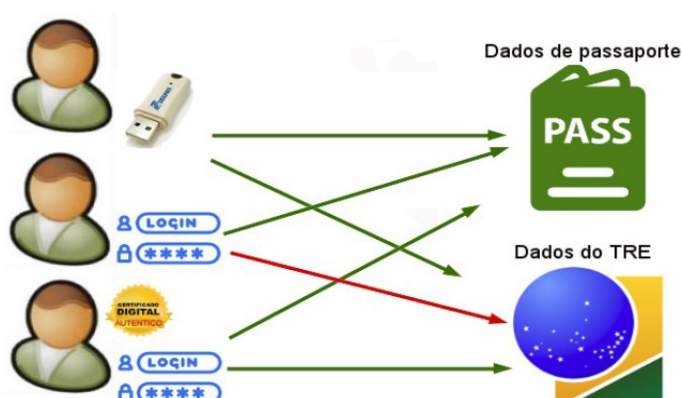 Dados de passaporte
PASS
LOGIN
****
Dados do TRE
CERTIFICADO
DIGITAL
AUTENTICO
LOGIN
****